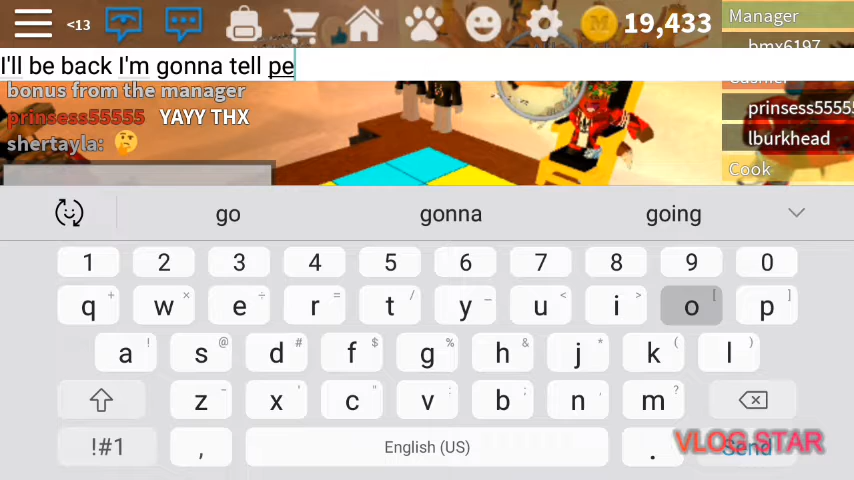 <13
19,433
Manager
bmx6197
I'll be back I'm gonna tell pe
bonus from the manager
prinsess55555 YAYY THX
shertayla:
prinsess5555
lburkhead
Cook
go gonna going
1 2 3 4 5 6 7 8 9 0
q + w × e ÷ r = t / y _ u < i > o [ p ]
a ! s @ d # f $ g % h & j * k ( l )
z - x ' c " v : b ; n , m ?
!#1 , English (US) . Send
VLOG STAR